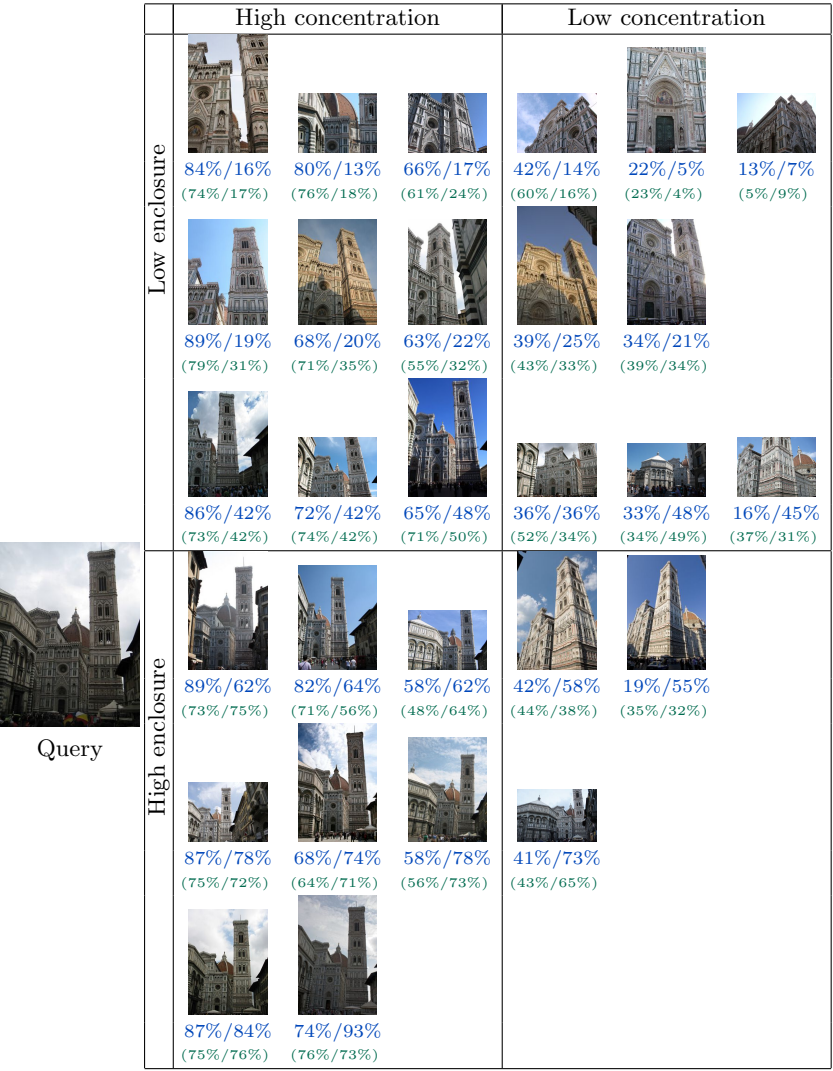 High concentration Low concentration
Low enclosure
84%/16% 80%/13% 66%/17% 42%/14% 22%/5% 13%/7%
(74%/17%) (76%/18%) (61%/24%) (60%/16%) (23%/4%) (5%/9%)
89%/19% 68%/20% 63%/22% 39%/25% 34%/21%
(79%/31%) (71%/35%) (55%/32%) (43%/33%) (39%/34%)
86%/42% 72%/42% 65%/48% 36%/36% 33%/48% 16%/45%
(73%/42%) (74%/42%) (71%/50%) (52%/34%) (34%/49%) (37%/31%)
Query
High enclosure
89%/62% 82%/64% 58%/62% 42%/58% 19%/55%
(73%/75%) (71%/56%) (48%/64%) (44%/38%) (35%/32%)
87%/78% 68%/74% 58%/78% 41%/73%
(75%/72%) (64%/71%) (56%/73%) (43%/65%)
87%/84% 74%/93%
(75%/76%) (76%/73%)